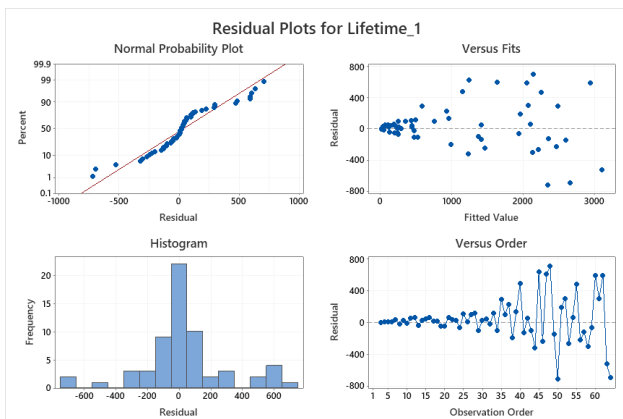 Residual Plots for Lifetime_1
Normal Probability Plot
99.9
99
90
50
10
1
0.1
Percent
-1000 -500 0 500 1000
Residual
Versus Fits
800
400
0
-400
-800
Residual
0 1000 2000 3000
Fitted Value
Histogram
20
15
10
5
0
Frequency
-600 -400 -200 0 200 400 600
Residual
Versus Order
800
400
0
-400
-800
Residual
1 5 10 15 20 25 30 35 40 45 50 55 60
Observation Order